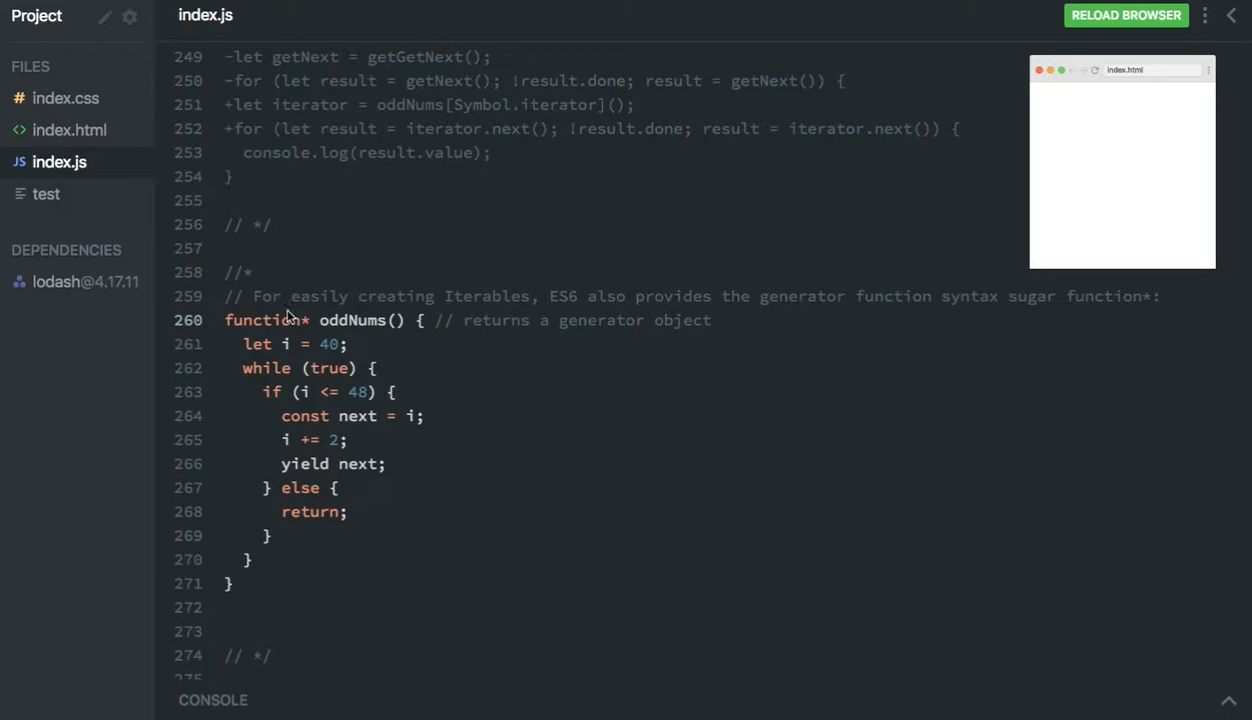 Project
index.js
RELOAD BROWSER
FILES
# index.css
<> index.html
JS index.js
test
DEPENDENCIES
lodash@4.17.11
index.html
249 -let getNext = getGetNext();
250 -for (let result = getNext(); !result.done; result = getNext()) {
251 +let iterator = oddNums[Symbol.iterator]();
252 +for (let result = iterator.next(); !result.done; result = iterator.next()) {
253 console.log(result.value);
254 }
255
256 // */
257
258 //*
259 // For easily creating Iterables, ES6 also provides the generator function syntax sugar function*:
260 function* oddNums() { // returns a generator object
261 let i = 40;
262 while (true) {
263 if (i <= 48) {
264 const next = i;
265 i += 2;
266 yield next;
267 } else {
268 return;
269 }
270 }
271 }
272
273
274 // */
275
CONSOLE